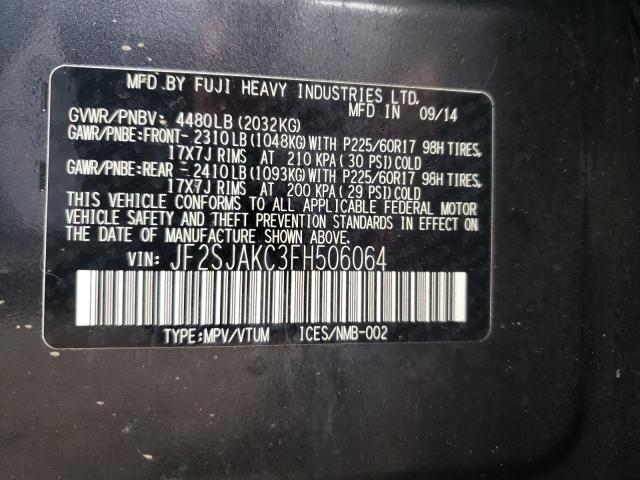 MFD.BY FUJI HEAVY INDUSTRIES LTD.
MFD IN 09/14
GVWR/PNBV: 4480LB(2032KG)
GAWR/PNBE:FRONT-2310LB(1048KG)WITH P225/60R17 98H TIRES,
17X7J RIMS AT 210 KPA( 30 PSI)COLD
GAWR/PNBE:REAR -2410LB(1093KG)WITH P225/60R17 98H TIRES,
17X7J RIMS AT 200 KPA( 29 PSI)COLD
THIS VEHICLE CONFORMS TO ALL APPLICABLE FEDERAL MOTOR
VEHICLE SAFETY AND THEFT PREVENTION STANDARDS IN EFFECT
ON THE DATE OF MANUFACTURE SHOWN ABOVE.
VIN: JF2SJAKC3FH506064
TYPE:MPV/VTUM ICES/NMB-002